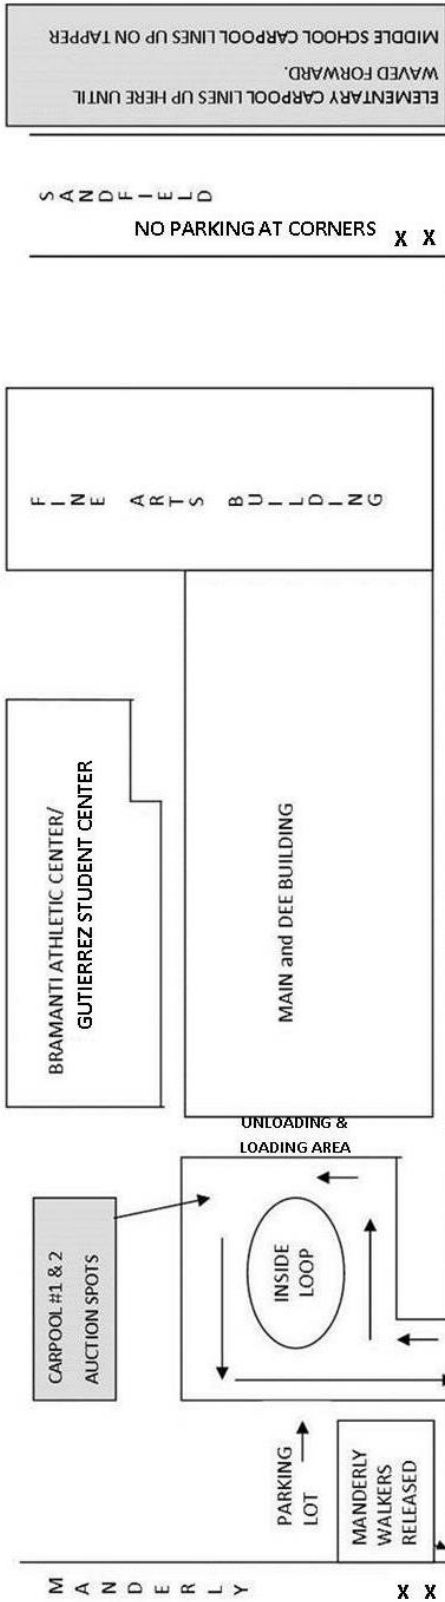 MIDDLE SCHOOL CARPOOL LINES UP ON TAPPER
ELEMENTARY CARPOOL LINES UP HERE UNTIL
WAVED FORWARD.
SANDFIELD
NO PARKING AT CORNERS X X
FINE ARTS BUILDING
BRAMANTI ATHLETIC CENTER/
GUTIERREZ STUDENT CENTER
MAIN and DEE BUILDING
UNLOADING &
LOADING AREA
CARPOOL #1 & 2
AUCTION SPOTS
INSIDE
LOOP
PARKING
LOT
MANDERLY
WALKERS
RELEASED
MANDERLY
X X